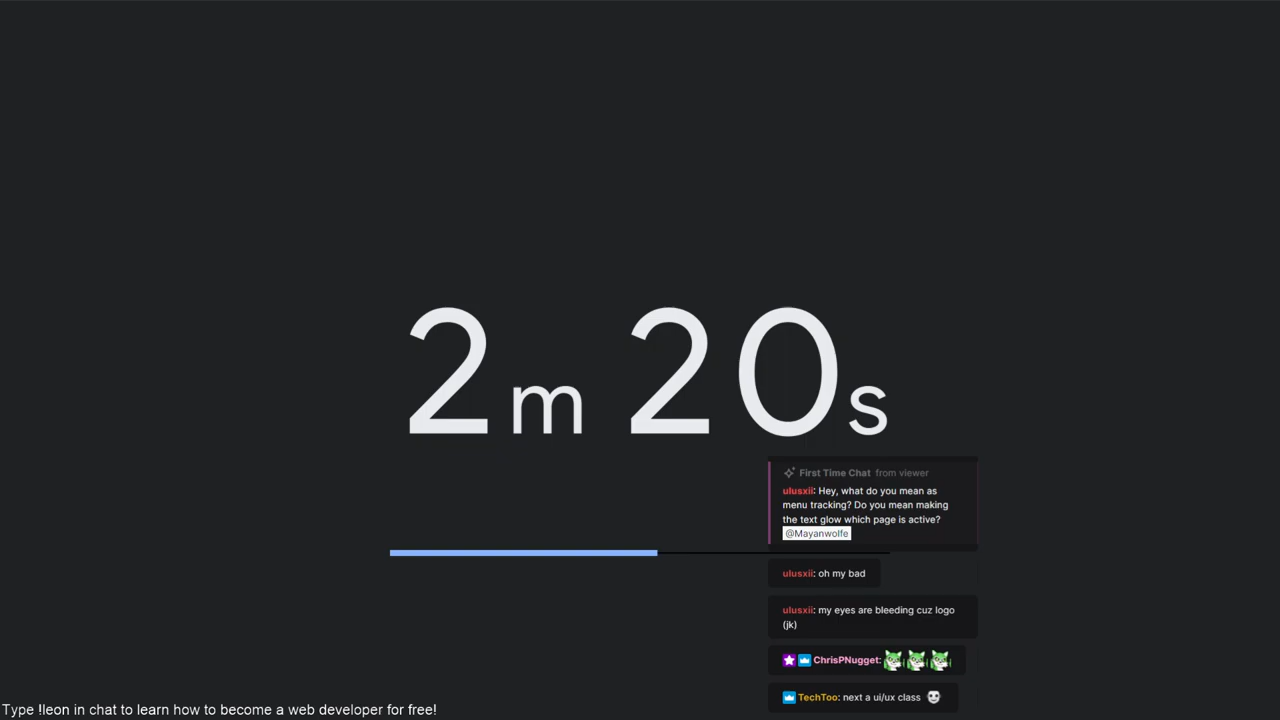 2m 20s
First Time Chat from viewer
ulusxii: Hey, what do you mean as
menu tracking? Do you mean making
the text glow which page is active?
@Mayanwolfe
ulusxii: oh my bad
ulusxii: my eyes are bleeding cuz logo
(jk)
ChrisPNugget:
TechToo: next a ui/ux class
Type !leon in chat to learn how to become a web developer for free!